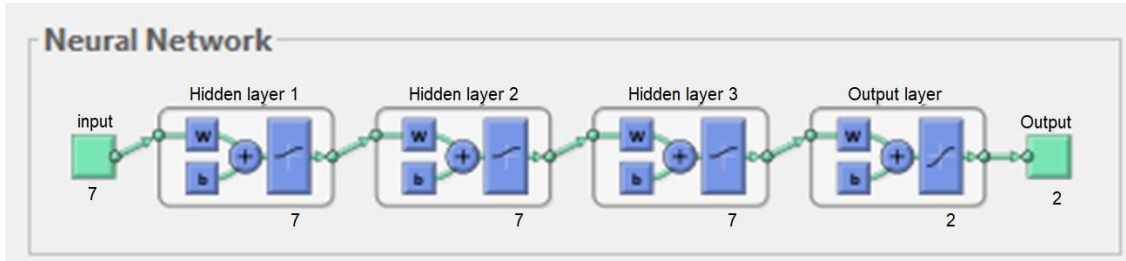 Neural Network
Hidden layer 1
Hidden layer 2
Hidden layer 3
Output layer
input
Output
W
W
W
W
b
b
b
b
7
7
7
7
2
2